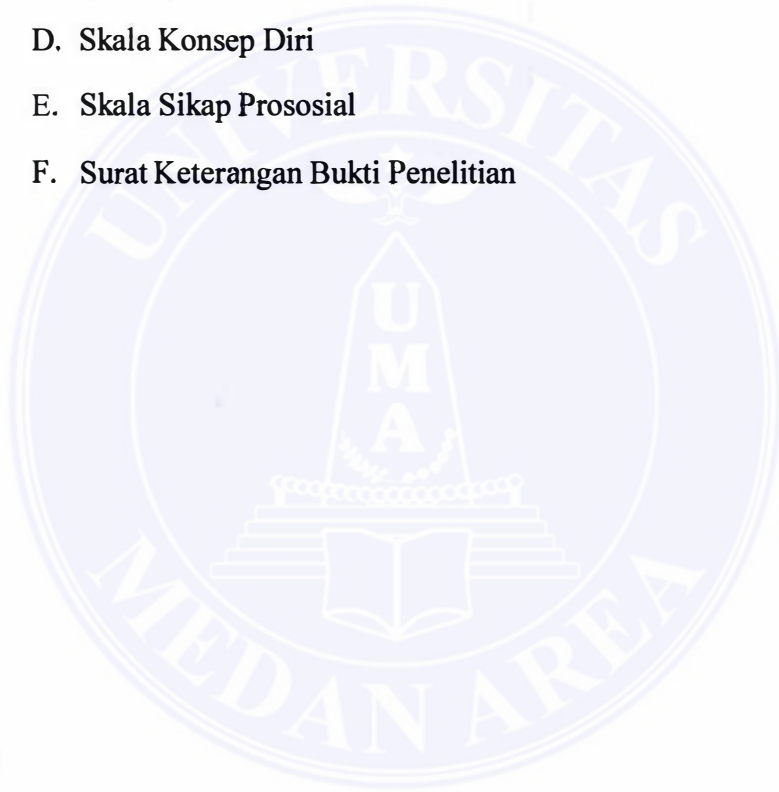 D. Skala Konsep Diri
E. Skala Sikap Prososial
F. Surat Keterangan Bukti Penelitian
UNIVERSITAS
U
M
A
MEDAN AREA